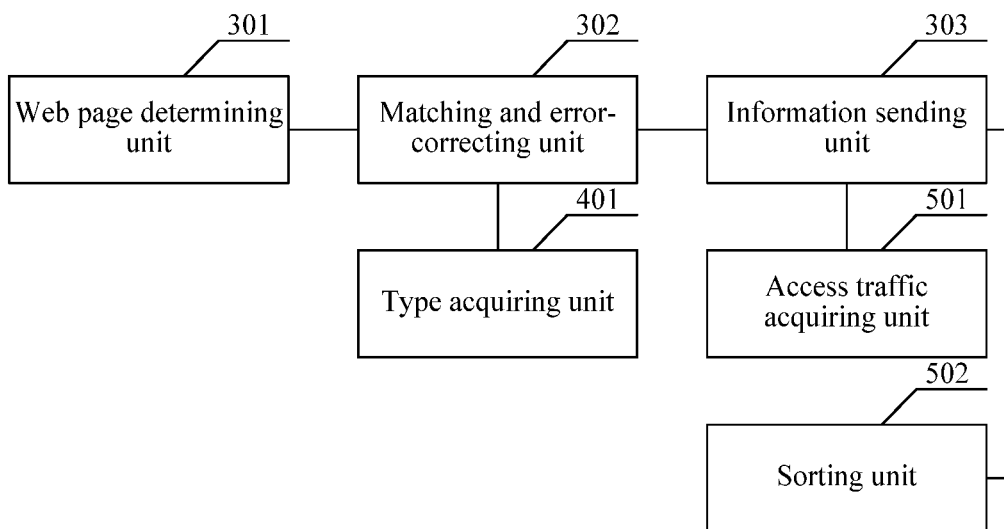 301
302
303
Web page determining
unit
Matching and error-
correcting unit
Information sending
unit
401
501
Type acquiring unit
Access traffic
acquiring unit
502
Sorting unit